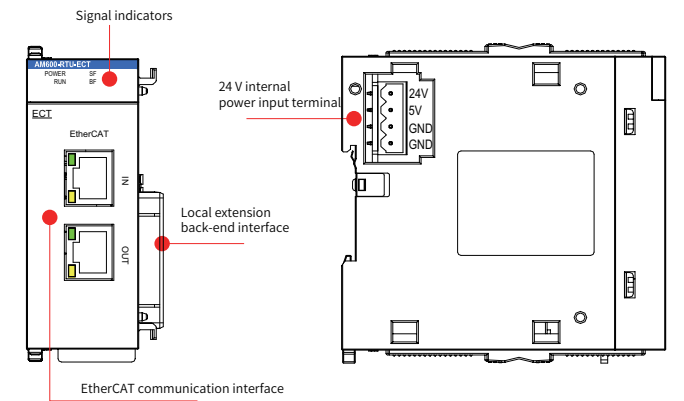 Signal indicators
AM600-RTU-ECT
POWER SF
RUN BF
ECT
EtherCAT
IN
OUT
24 V internal
power input terminal
24V
5V
GND
GND
Local extension
back-end interface
EtherCAT communication interface